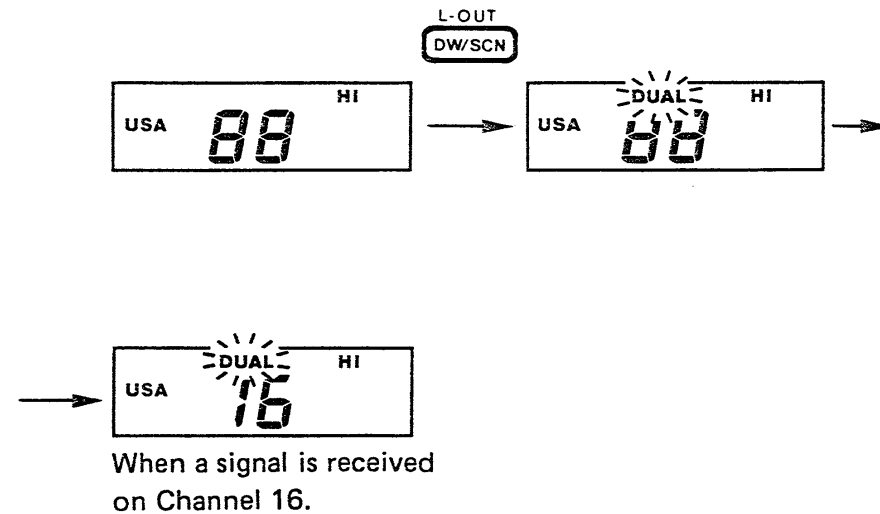 L-OUT
DW/SCN
HI
USA 88
DUAL HI
USA 88
DUAL HI
USA 16
When a signal is received
on Channel 16.